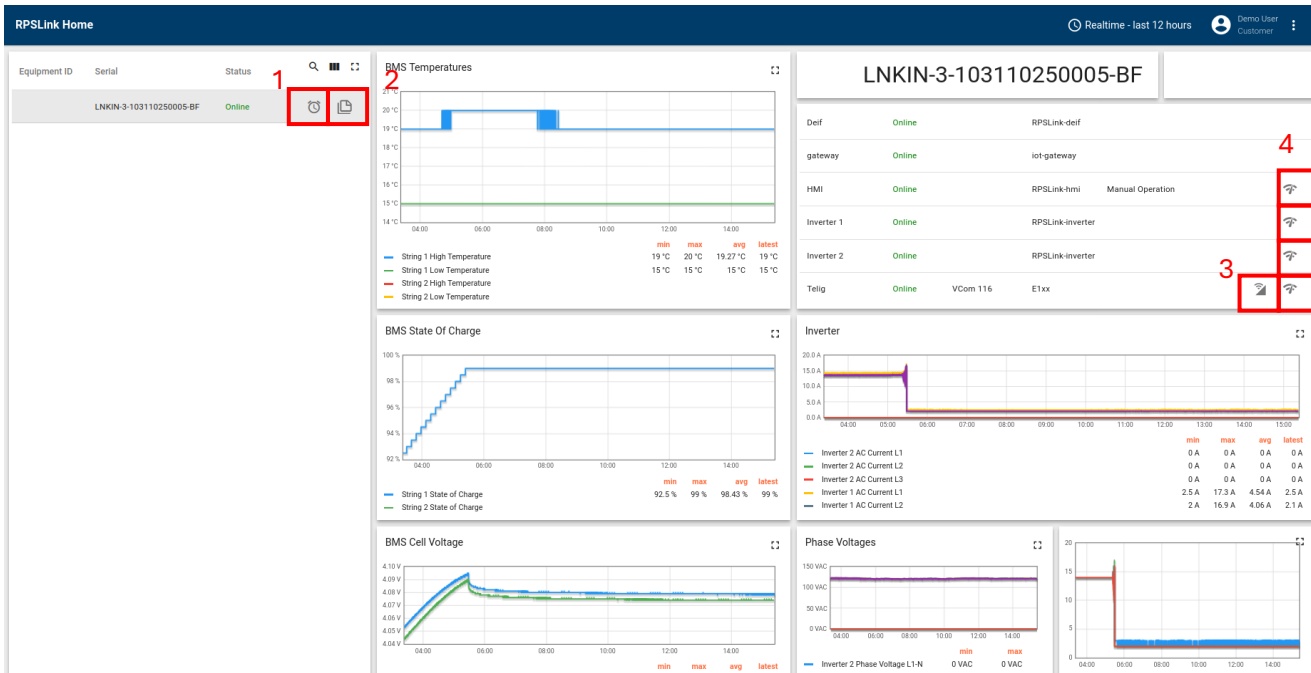 RPSLink Home
Realtime - last 12 hours
Demo User
Customer
Equipment ID Serial Status
1
LNKIN-3-103110250005-BF Online
BMS Temperatures
2
21 °C
20 °C
19 °C
18 °C
17 °C
16 °C
15 °C
14 °C
04:00 06:00 08:00 10:00 12:00 14:00
min max avg latest
String 1 High Temperature 19 °C 20 °C 19.27 °C 19 °C
String 1 Low Temperature 15 °C 15 °C 15 °C 15 °C
String 2 High Temperature
String 2 Low Temperature
LNKIN-3-103110250005-BF
Deif Online RPSLink-deif
4
gateway Online iot-gateway
HMI Online RPSLink-hmi Manual Operation
Inverter 1 Online RPSLink-inverter
Inverter 2 Online RPSLink-inverter
3
Telig Online VCom 116 E1xx
BMS State Of Charge
100 %
98 %
96 %
94 %
92 %
04:00 06:00 08:00 10:00 12:00 14:00
min max avg latest
String 1 State of Charge 92.5 % 99 % 98.43 % 99 %
String 2 State of Charge
Inverter
20.0 A
15.0 A
10.0 A
5.0 A
0.0 A
04:00 05:00 06:00 07:00 08:00 09:00 10:00 11:00 12:00 13:00 14:00 15:00
min max avg latest
Inverter 2 AC Current L1 0 A 0 A 0 A 0 A
Inverter 2 AC Current L2 0 A 0 A 0 A 0 A
Inverter 2 AC Current L3 0 A 0 A 0 A 0 A
Inverter 1 AC Current L1 2.5 A 17.3 A 4.54 A 2.5 A
Inverter 1 AC Current L2 2 A 16.9 A 4.06 A 2.1 A
BMS Cell Voltage
4.10 V
4.09 V
4.08 V
4.07 V
4.06 V
4.05 V
4.04 V
04:00 06:00 08:00 10:00 12:00 14:00
min max avg latest
Phase Voltages
150 VAC
100 VAC
50 VAC
0 VAC
04:00 06:00 08:00 10:00 12:00 14:00
min max
Inverter 2 Phase Voltage L1-N 0 VAC 0 VAC
20
15
10
5
0
04:00 06:00 08:00 10:00 12:00 14:00